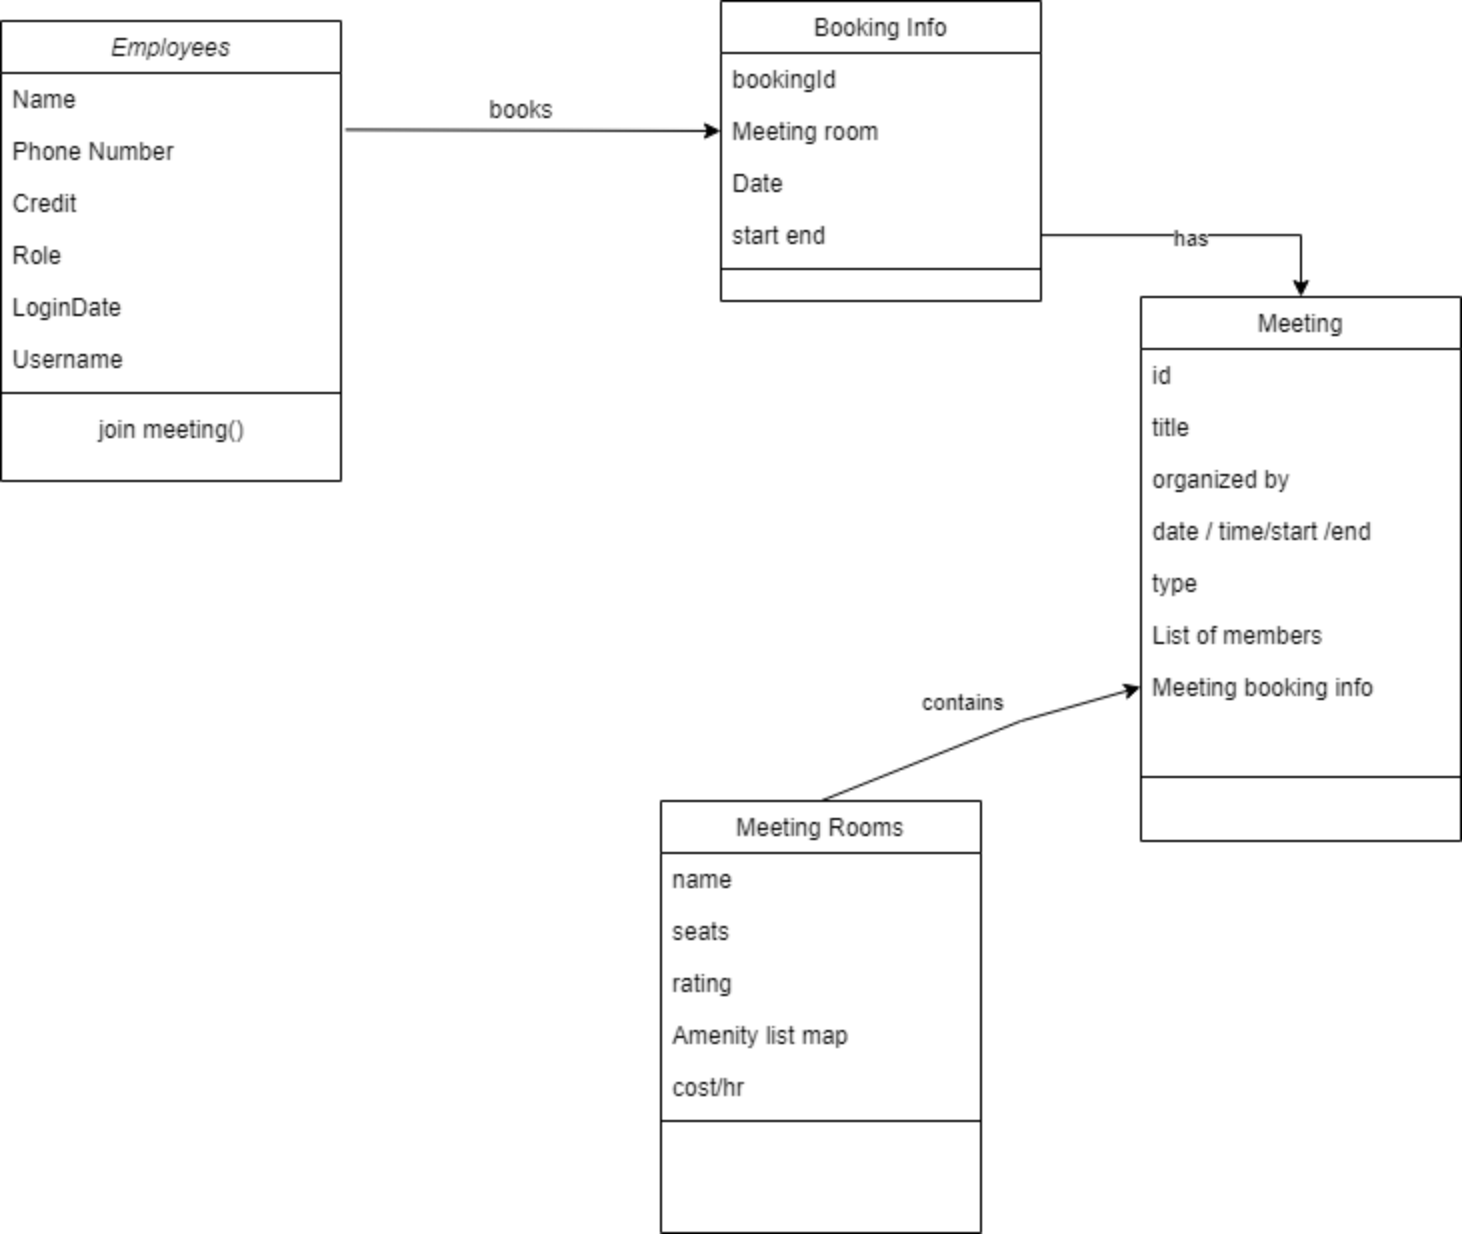 Employees
Name
Phone Number
Credit
Role
LoginDate
Username
join meeting()
books
Booking Info
bookingId
Meeting room
Date
start end
has
Meeting
id
title
organized by
date / time/start /end
type
List of members
Meeting booking info
contains
Meeting Rooms
name
seats
rating
Amenity list map
cost/hr